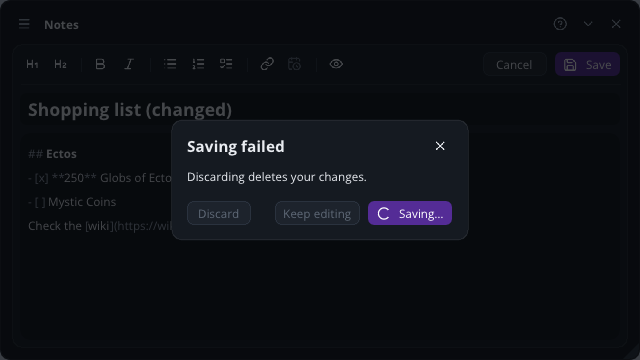 Notes
H1 H2 B I
Cancel Save
Shopping list (changed)
## Ectos
- [x] **250** Globs of Ecto
- [ ] Mystic Coins
Check the [wiki](https://wi
Saving failed
Discarding deletes your changes.
Discard Keep editing Saving...